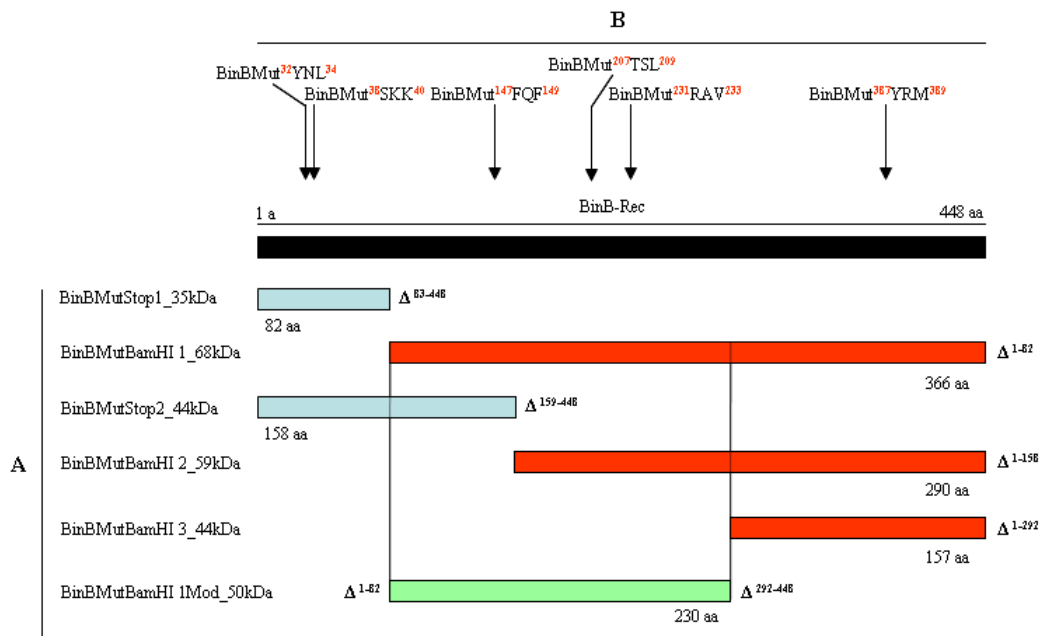 B
BinBMut207TSL209
BinBMut32YNL34
BinBMut38SKK40 BinBMut147FQF149 BinBMut231RAV233 BinBMut387YRM389
BinB-Rec
1 a 448 aa
BinBMutStop1_35kDa Δ83-448
82 aa
BinBMutBamHI 1_68kDa Δ1-82
366 aa
BinBMutStop2_44kDa Δ159-448
158 aa
A
BinBMutBamHI 2_59kDa Δ1-158
290 aa
BinBMutBamHI 3_44kDa Δ1-292
157 aa
BinBMutBamHI 1Mod_50kDa Δ1-82 Δ292-448
230 aa